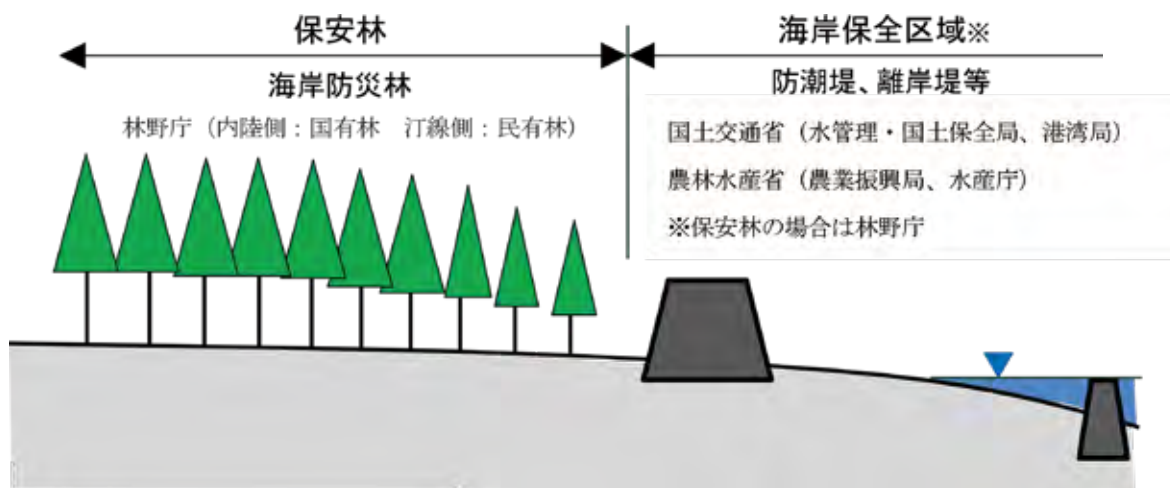 保安林
海岸保全区域※
海岸防災林
防潮堤、離岸堤等
林野庁（内陸側：国有林　汀線側：民有林）
国土交通省（水管理・国土保全局、港湾局）
農林水産省（農業振興局、水産庁）
※保安林の場合は林野庁